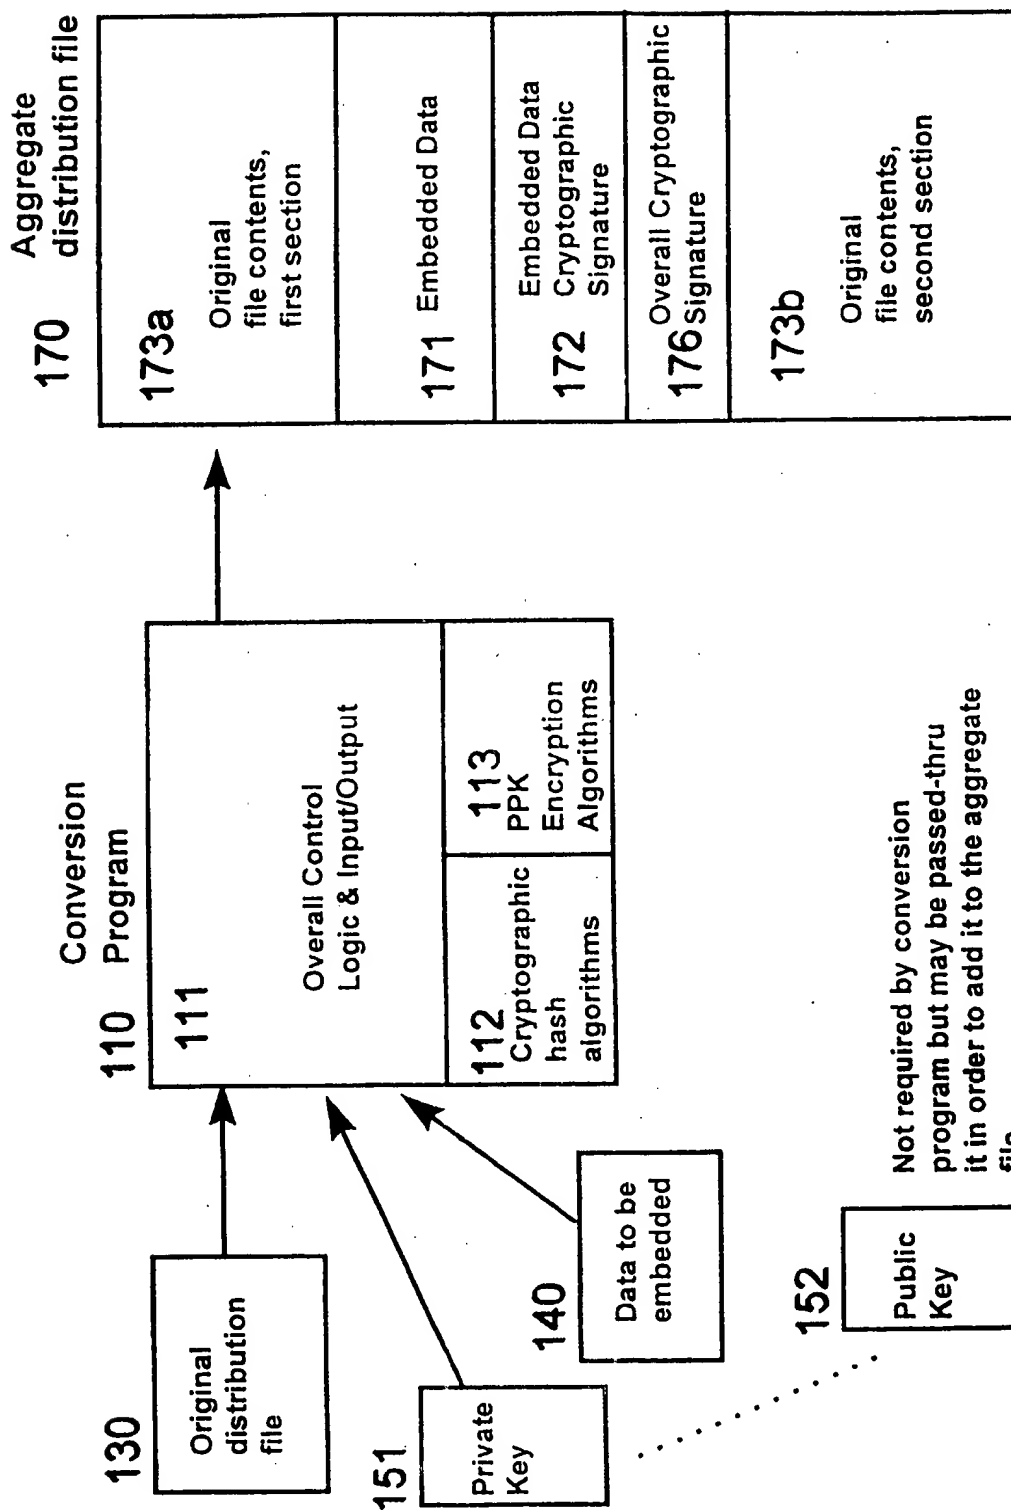 130
Original
distribution
file
151
Private
Key
140
Data to be
embedded
152
Public
Key
Not required by conversion
program but may be passed-thru
it in order to add it to the aggregate
file
Conversion
110 Program
111
Overall Control
Logic & Input/Output
112
Cryptographic
hash
algorithms
113
PPK
Encryption
Algorithms
Aggregate
170 distribution file
173a
Original
file contents,
first section
171 Embedded Data
Embedded Data
172 Cryptographic
Signature
Overall Cryptographic
176 Signature
173b
Original
file contents,
second section